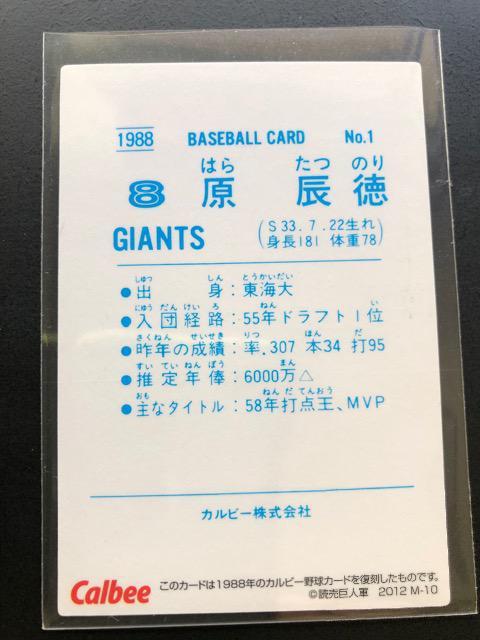 1988 BASEBALL CARD No.1
はら たつ のり
8 原 辰徳
GIANTS
(S33.7.22生れ
身長181 体重78)
しゅつ しん とうかいだい
●出 身:東海大
にゅう だん けい ろ ねん い
●入団経路:55年ドラフト1位
さくねん せいせき りつ ほん だ
●昨年の成績:率.307 本34 打95
すい てい ねん ぽう まん
●推定年俸:6000万△
おも ねん だ てんおう
●主なタイトル:58年打点王、MVP
カルビー株式会社
Calbee このカードは1988年のカルビー野球カードを復刻したものです。
©読売巨人軍 2012 M-10